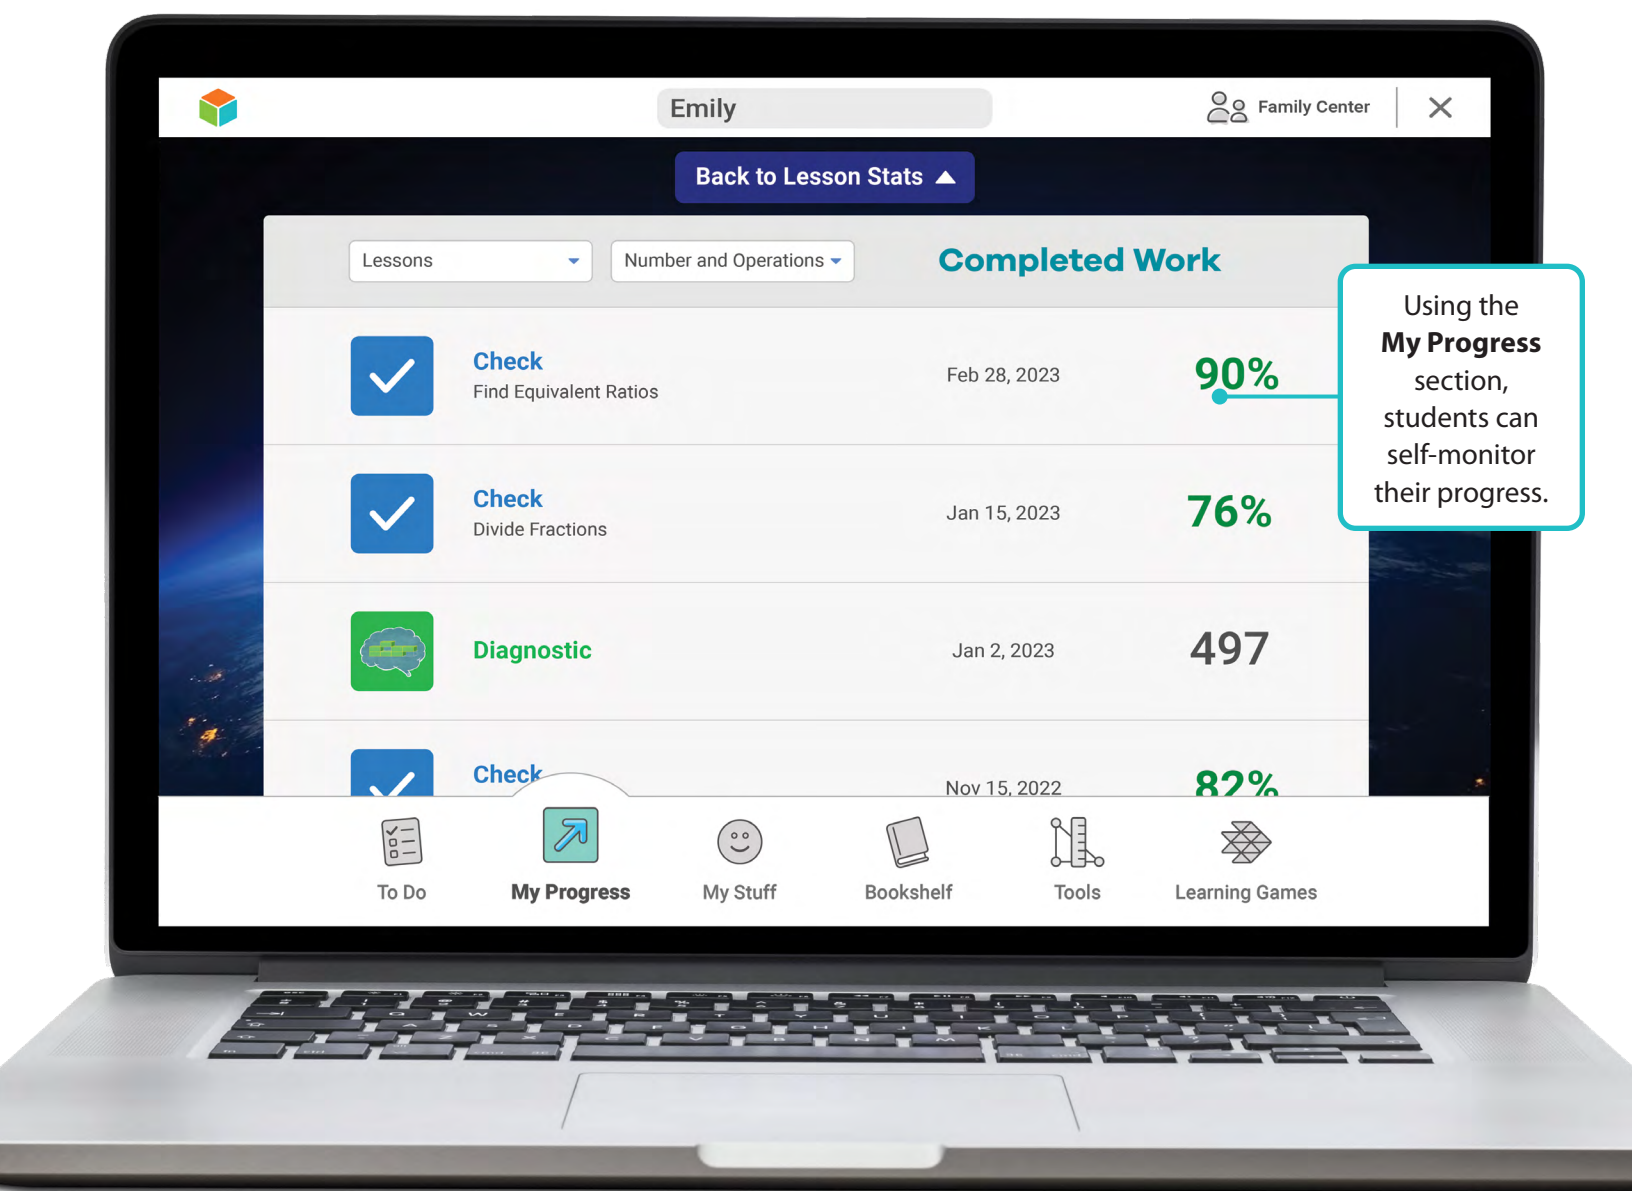 Emily
Family Center
Back to Lesson Stats
Lessons
Number and Operations
Completed Work
Check
Find Equivalent Ratios
Feb 28, 2023
90%
Check
Divide Fractions
Jan 15, 2023
76%
Diagnostic
Jan 2, 2023
497
Check
Nov 15, 2022
82%
Using the
My Progress
section,
students can
self-monitor
their progress.
To Do
My Progress
My Stuff
Bookshelf
Tools
Learning Games